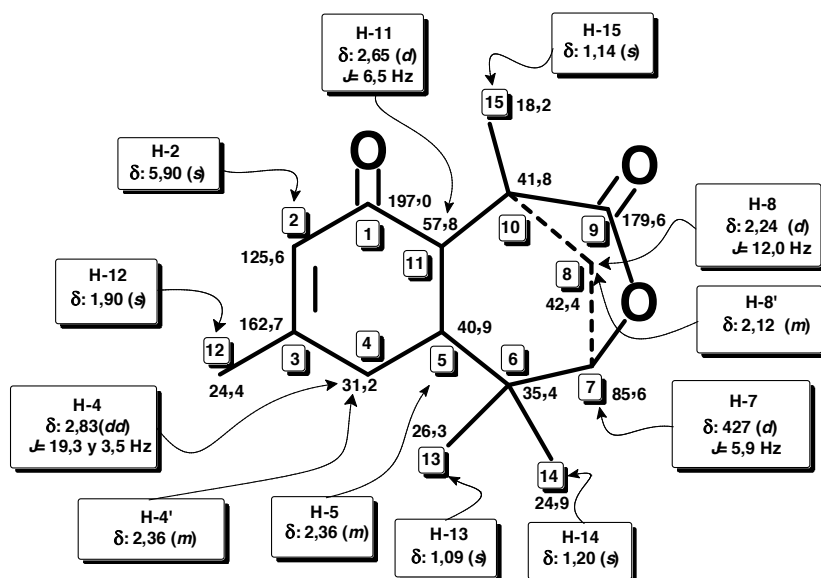 H-11
δ: 2,65 (d)
J= 6,5 Hz
H-15
δ: 1,14 (s)
15
18,2
H-2
δ: 5,90 (s)
O
O
2
197,0
41,8
1
57,8
10
9
179,6
H-8
δ: 2,24 (d)
J= 12,0 Hz
125,6
11
8
42,4
O
H-12
δ: 1,90 (s)
H-8'
δ: 2,12 (m)
12
162,7
4
40,9
6
24,4
3
31,2
5
35,4
7
85,6
H-4
δ: 2,83(dd)
J= 19,3 y 3,5 Hz
H-7
δ: 427 (d)
J= 5,9 Hz
26,3
13
14
24,9
H-4'
δ: 2,36 (m)
H-5
δ: 2,36 (m)
H-13
δ: 1,09 (s)
H-14
δ: 1,20 (s)